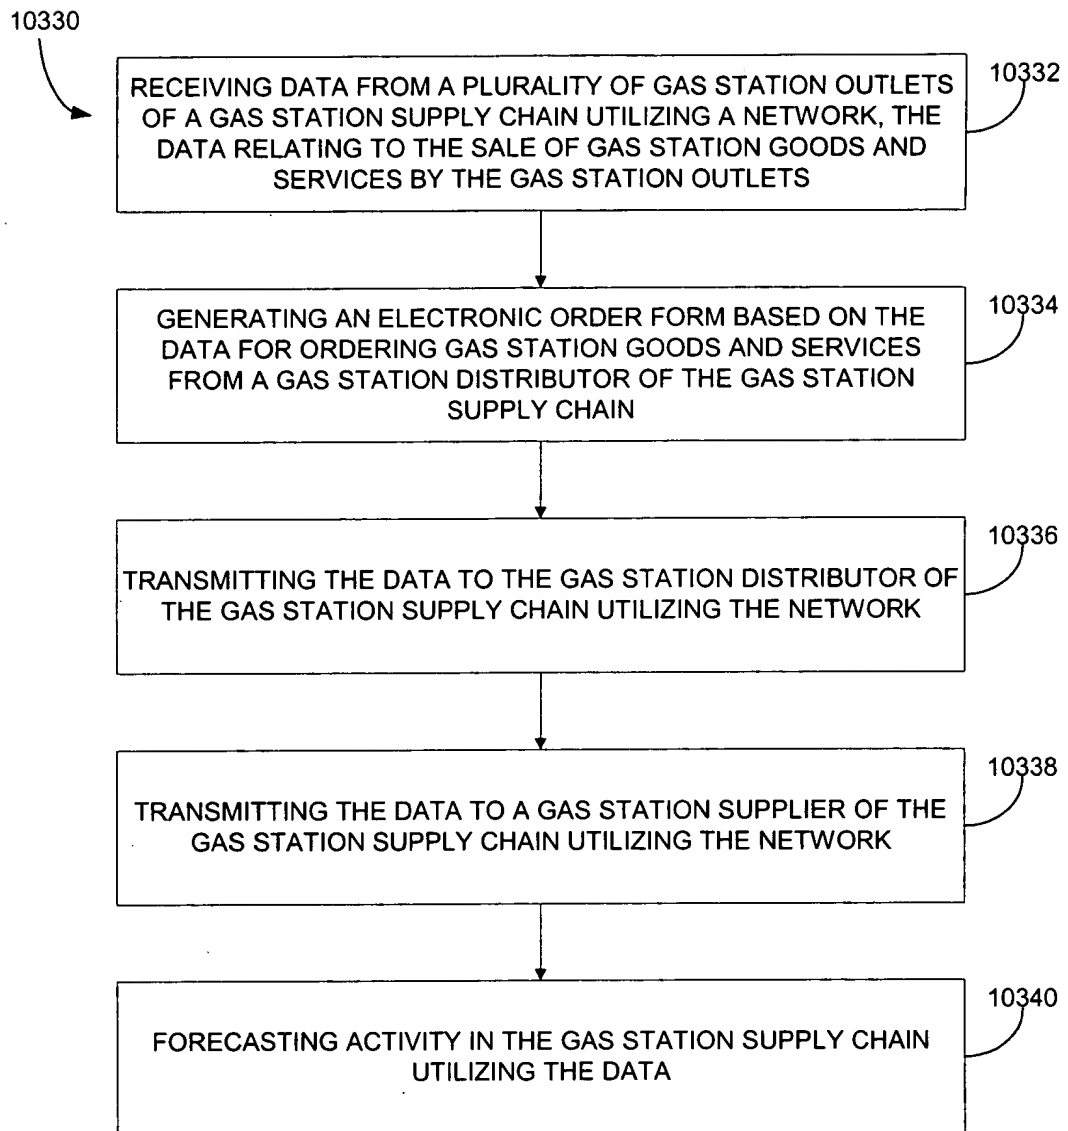 10330
10332
RECEIVING DATA FROM A PLURALITY OF GAS STATION OUTLETS
OF A GAS STATION SUPPLY CHAIN UTILIZING A NETWORK, THE
DATA RELATING TO THE SALE OF GAS STATION GOODS AND
SERVICES BY THE GAS STATION OUTLETS
10334
GENERATING AN ELECTRONIC ORDER FORM BASED ON THE
DATA FOR ORDERING GAS STATION GOODS AND SERVICES
FROM A GAS STATION DISTRIBUTOR OF THE GAS STATION
SUPPLY CHAIN
10336
TRANSMITTING THE DATA TO THE GAS STATION DISTRIBUTOR OF
THE GAS STATION SUPPLY CHAIN UTILIZING THE NETWORK
10338
TRANSMITTING THE DATA TO A GAS STATION SUPPLIER OF THE
GAS STATION SUPPLY CHAIN UTILIZING THE NETWORK
10340
FORECASTING ACTIVITY IN THE GAS STATION SUPPLY CHAIN
UTILIZING THE DATA